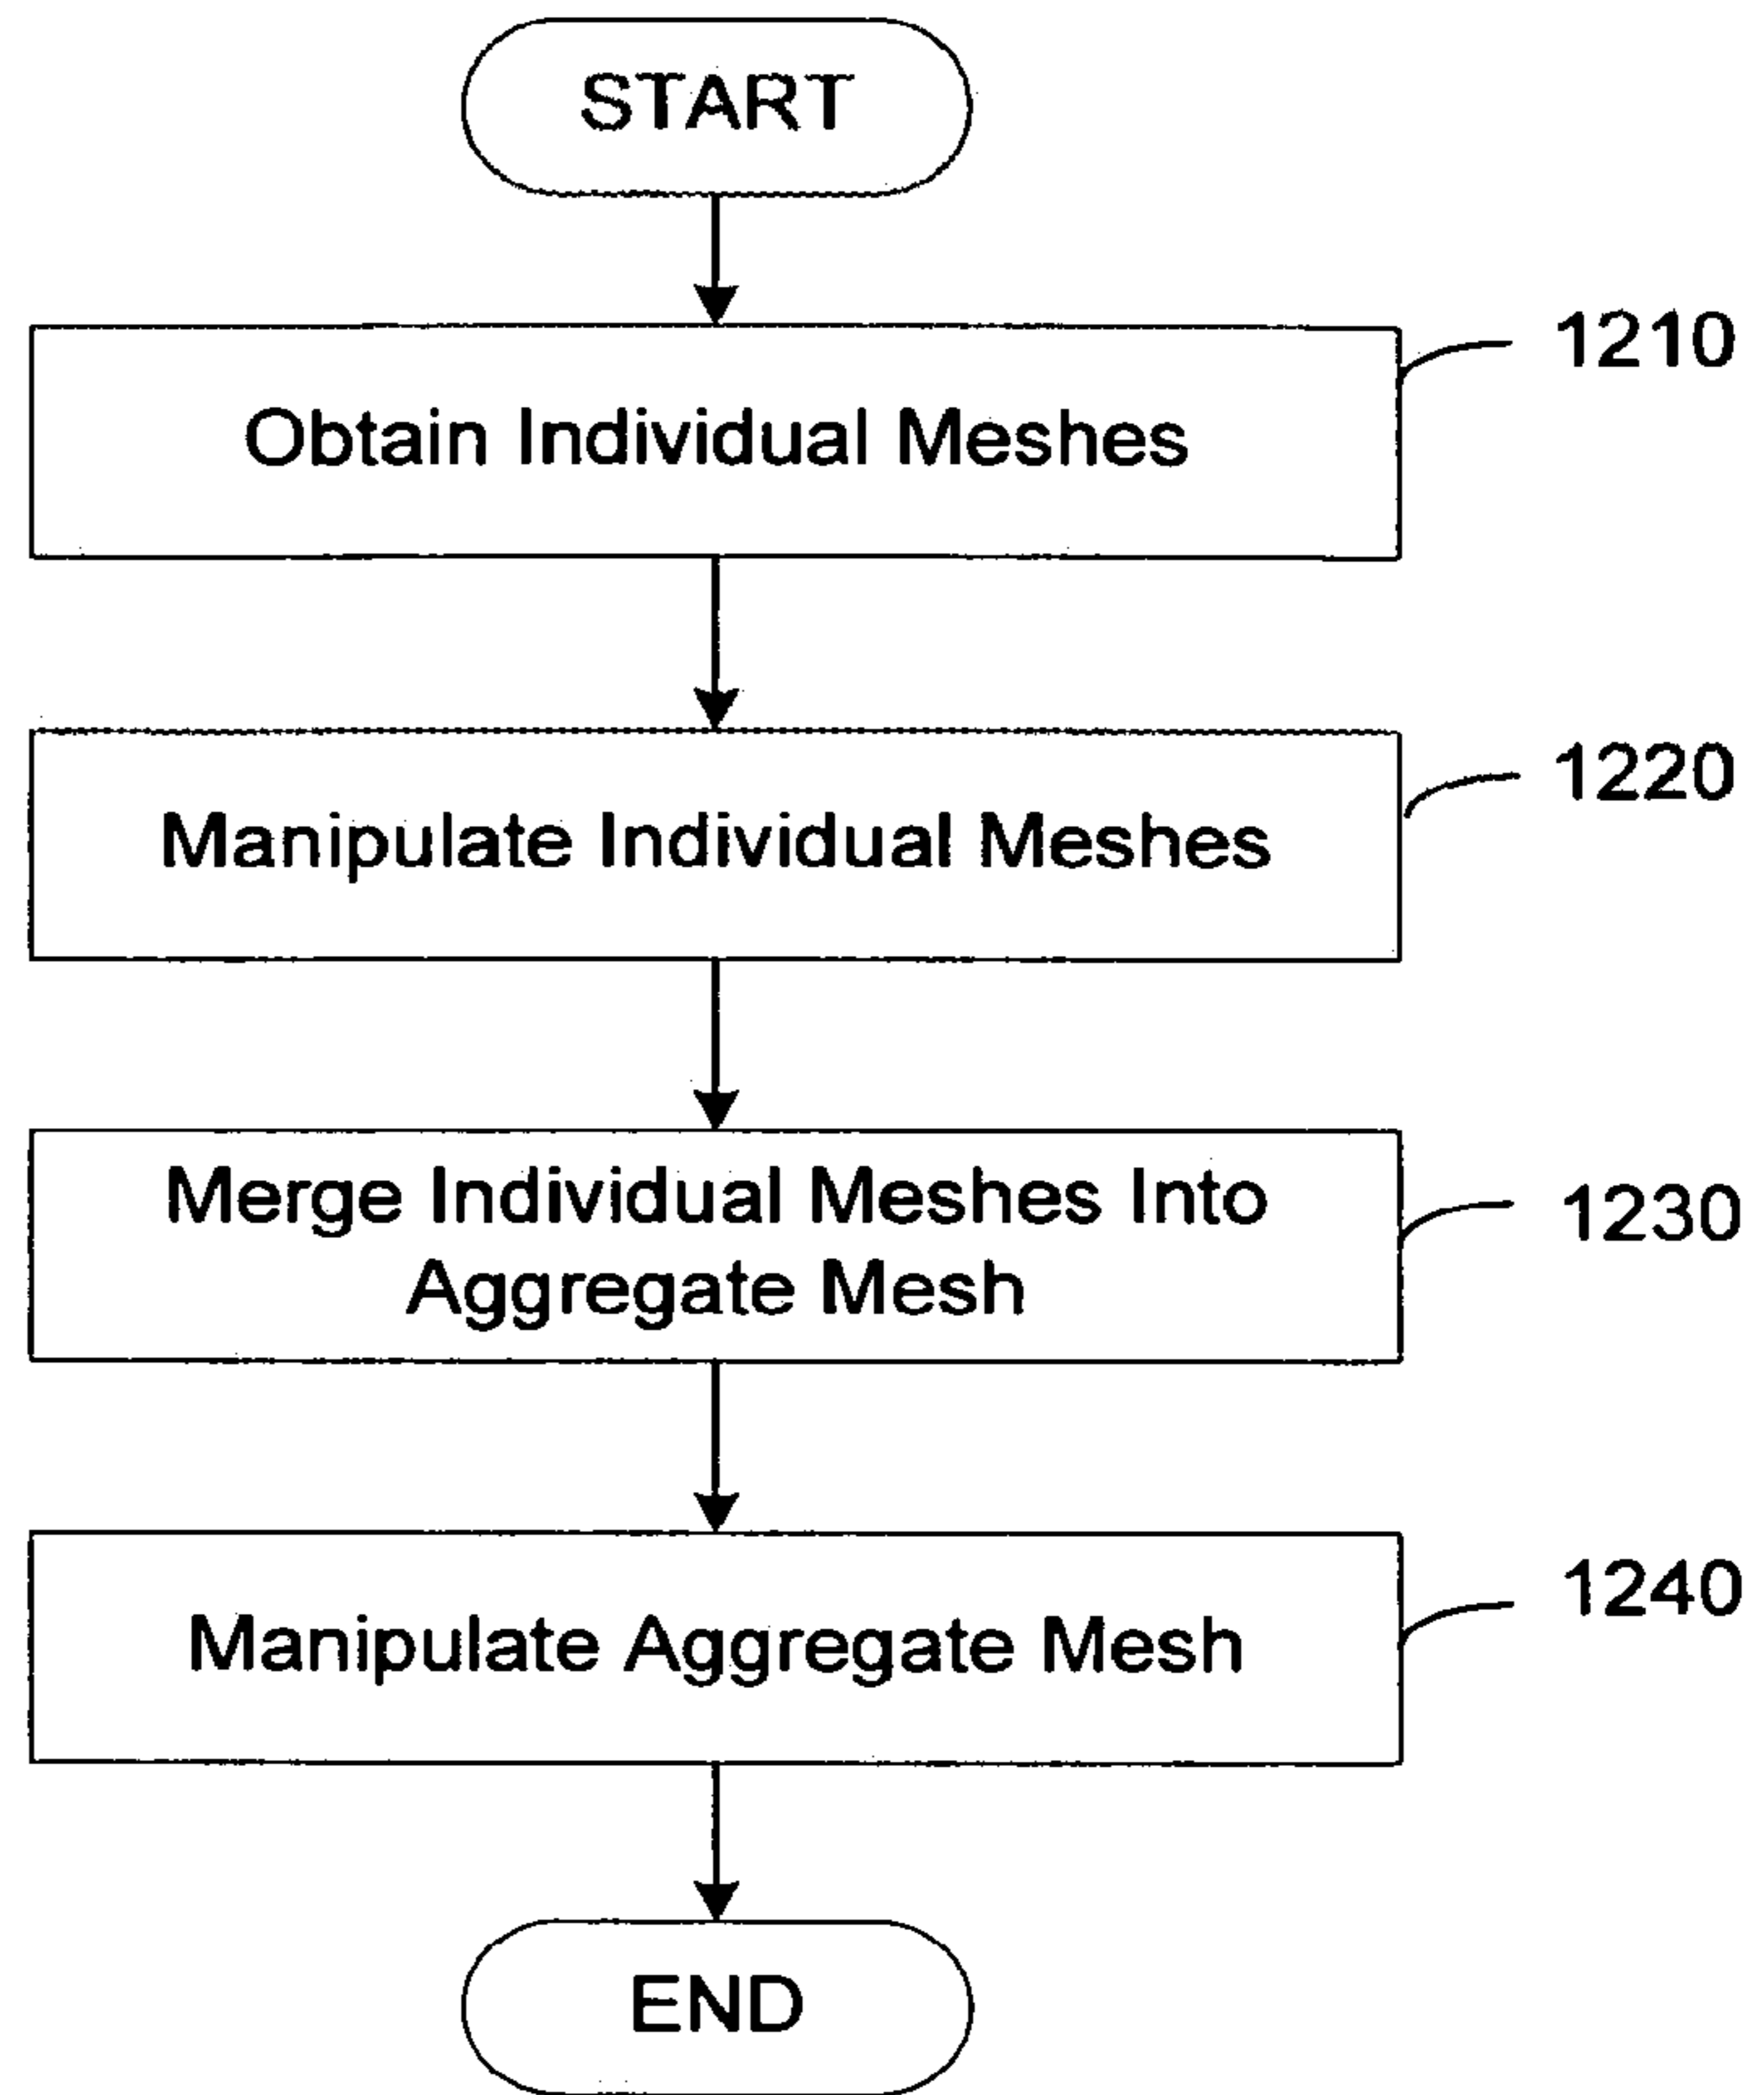 START
1210
Obtain Individual Meshes
1220
Manipulate Individual Meshes
Merge Individual Meshes Into
1230
Aggregate Mesh
1240
Manipulate Aggregate Mesh
END